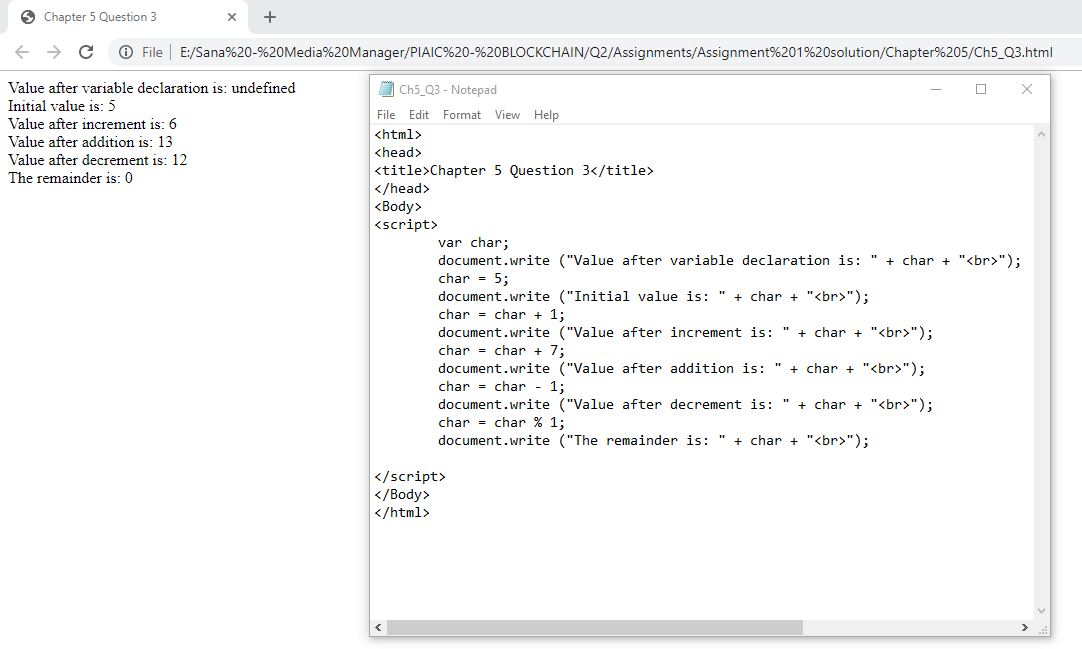 Chapter 5 Question 3
File E:/Sana%20-%20Media%20Manager/PIAIC%20-%20BLOCKCHAIN/Q2/Assignments/Assignment%201%20solution/Chapter%205/Ch5_Q3.html
Value after variable declaration is: undefined
Initial value is: 5
Value after increment is: 6
Value after addition is: 13
Value after decrement is: 12
The remainder is: 0
Ch5_Q3 - Notepad
File Edit Format View Help
<html>
<head>
<title>Chapter 5 Question 3</title>
</head>
<Body>
<script>
var char;
document.write ("Value after variable declaration is: " + char + "<br>");
char = 5;
document.write ("Initial value is: " + char + "<br>");
char = char + 1;
document.write ("Value after increment is: " + char + "<br>");
char = char + 7;
document.write ("Value after addition is: " + char + "<br>");
char = char - 1;
document.write ("Value after decrement is: " + char + "<br>");
char = char % 1;
document.write ("The remainder is: " + char + "<br>");
</script>
</Body>
</html>